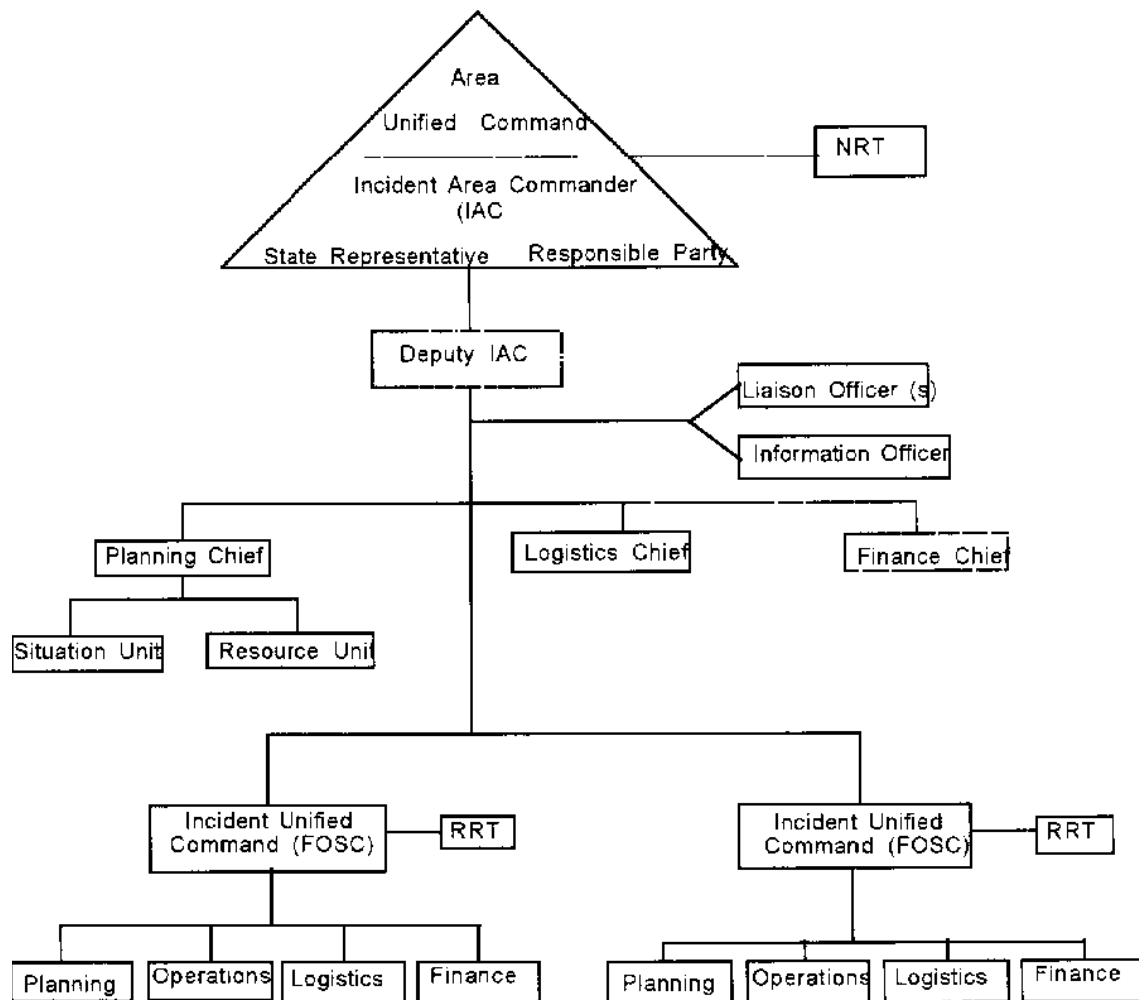 Area
Unified Command
NRT
Incident Area Commander
(IAC
State Representative Responsible Party
Deputy IAC
Liaison Officer (s)
Information Officer
Planning Chief
Logistics Chief
Finance Chief
Situation Unit
Resource Unit
Incident Unified
Command (FOSC)
RRT
Incident Unified
Command (FOSC)
RRT
Planning
Operations
Logistics
Finance
Planning
Operations
Logistics
Finance